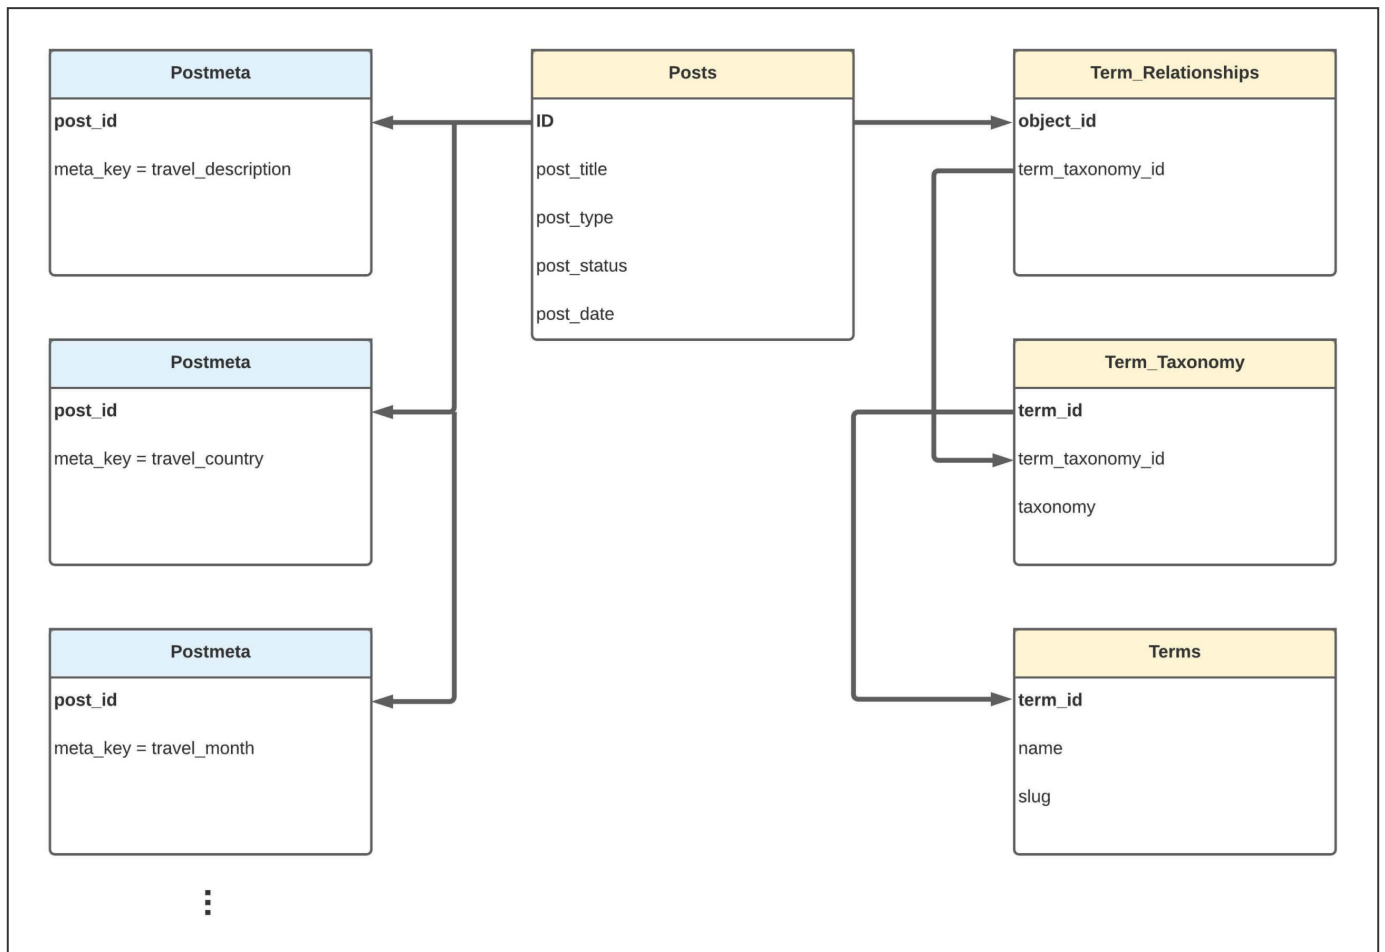 Postmeta
post_id
meta_key = travel_description
Postmeta
post_id
meta_key = travel_country
Postmeta
post_id
meta_key = travel_month
Posts
ID
post_title
post_type
post_status
post_date
Term_Relationships
object_id
term_taxonomy_id
Term_Taxonomy
term_id
term_taxonomy_id
taxonomy
Terms
term_id
name
slug